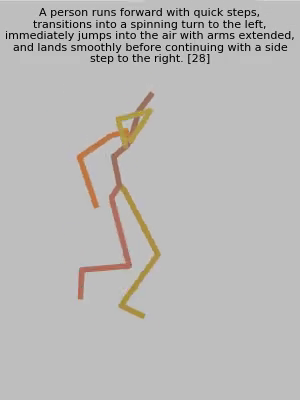 A person runs forward with quick steps,
transitions into a spinning turn to the left,
immediately jumps into the air with arms extended,
and lands smoothly before continuing with a side
step to the right. [28]